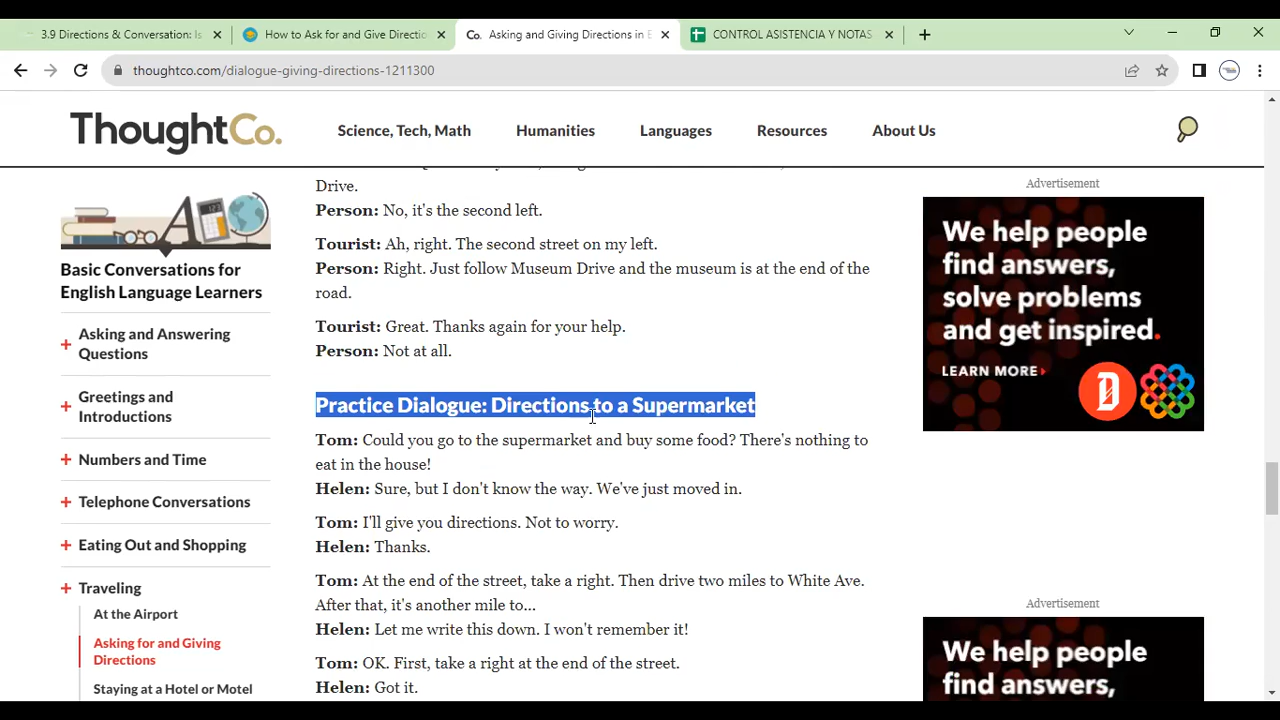 3.9 Directions & Conversation: Is
How to Ask for and Give Directio
Co. Asking and Giving Directions in E
CONTROL ASISTENCIA Y NOTAS
thoughtco.com/dialogue-giving-directions-1211300
ThoughtCo.
Science, Tech, Math
Humanities
Languages
Resources
About Us
Basic Conversations for
English Language Learners
+ Asking and Answering
Questions
+ Greetings and
Introductions
+ Numbers and Time
+ Telephone Conversations
+ Eating Out and Shopping
+ Traveling
At the Airport
Asking for and Giving
Directions
Staying at a Hotel or Motel
Drive.
Person: No, it's the second left.
Tourist: Ah, right. The second street on my left.
Person: Right. Just follow Museum Drive and the museum is at the end of the
road.
Tourist: Great. Thanks again for your help.
Person: Not at all.
Practice Dialogue: Directions to a Supermarket
Tom: Could you go to the supermarket and buy some food? There's nothing to
eat in the house!
Helen: Sure, but I don't know the way. We've just moved in.
Tom: I'll give you directions. Not to worry.
Helen: Thanks.
Tom: At the end of the street, take a right. Then drive two miles to White Ave.
After that, it's another mile to...
Helen: Let me write this down. I won't remember it!
Tom: OK. First, take a right at the end of the street.
Helen: Got it.
Advertisement
We help people
find answers,
solve problems
and get inspired.
LEARN MORE
D
Advertisement
We help people
find answers,